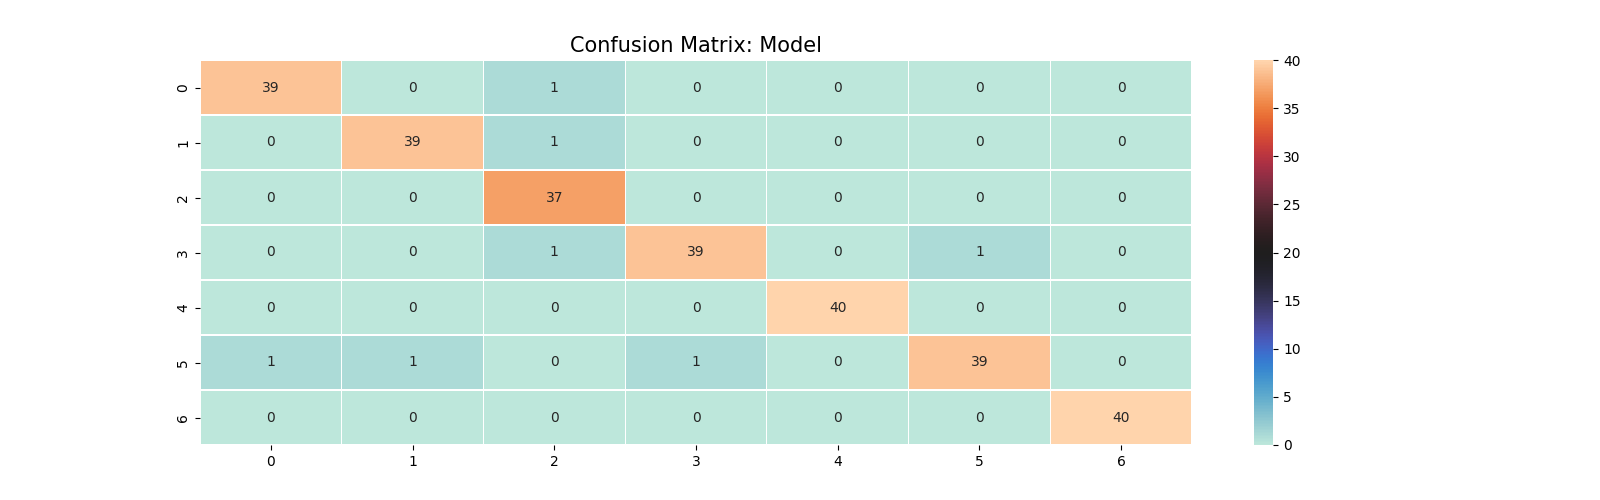 Confusion Matrix: Model
0 39 0 1 0 0 0 0
1 0 39 1 0 0 0 0
2 0 0 37 0 0 0 0
3 0 0 1 39 0 1 0
4 0 0 0 0 40 0 0
5 1 1 0 1 0 39 0
6 0 0 0 0 0 0 40
0 1 2 3 4 5 6
40
35
30
25
20
15
10
5
0